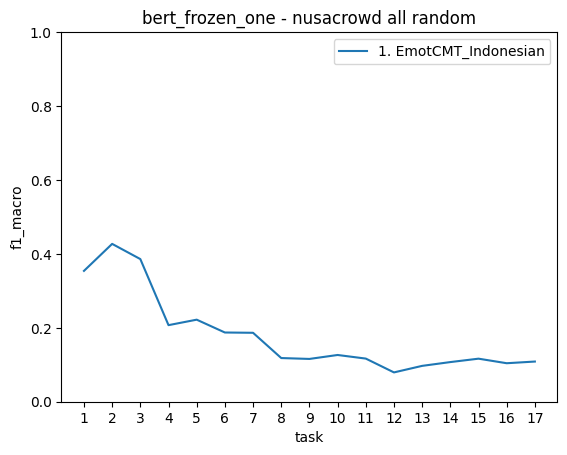 bert_frozen_one - nusacrowd all random
1. EmotCMT_Indonesian
f1_macro
1.0
0.8
0.6
0.4
0.2
0.0
1 2 3 4 5 6 7 8 9 10 11 12 13 14 15 16 17
task